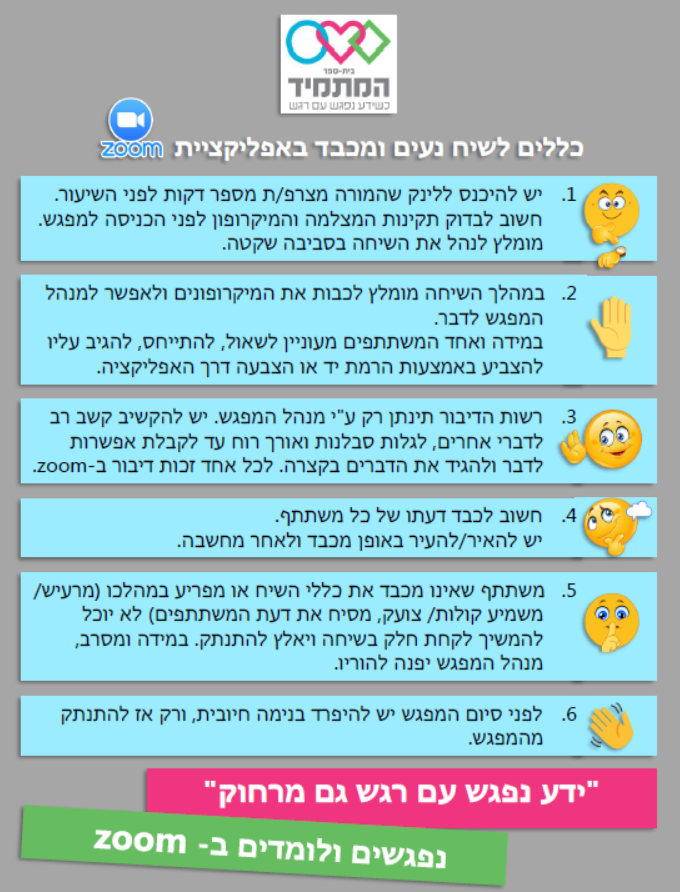 בית-ספר
המתמיד
כשידע נפגש עם רגש
zoom
כללים לשיח נעים ומכבד באפליקציית
1. יש להיכנס ללינק שהמורה מצרפ/ת מספר דקות לפני השיעור.
חשוב לבדוק תקינות המצלמה והמיקרופון לפני הכניסה למפגש.
מומלץ לנהל את השיחה בסביבה שקטה.
2. במהלך השיחה מומלץ לכבות את המיקרופונים ולאפשר למנהל
המפגש לדבר.
במידה ואחד המשתתפים מעוניין לשאול, להתייחס, להגיב עליו
להצביע באמצעות הרמת יד או הצבעה דרך האפליקציה.
3. רשות הדיבור תינתן רק ע"י מנהל המפגש. יש להקשיב קשב רב
לדברי אחרים, לגלות סבלנות ואורך רוח עד לקבלת אפשרות
לדבר ולהגיד את הדברים בקצרה. לכל אחד זכות דיבור ב-zoom.
4. חשוב לכבד דעתו של כל משתתף.
יש להאיר/להעיר באופן מכבד ולאחר מחשבה.
5. משתתף שאינו מכבד את כללי השיח או מפריע במהלכו (מרעיש/
משמיע קולות/ צועק, מסיח את דעת המשתתפים) לא יוכל
להמשיך לקחת חלק בשיחה ויאלץ להתנתק. במידה ומסרב,
מנהל המפגש יפנה להוריו.
6. לפני סיום המפגש יש להיפרד בנימה חיובית, ורק אז להתנתק
מהמפגש.
"ידע נפגש עם רגש גם מרחוק"
נפגשים ולומדים ב- zoom